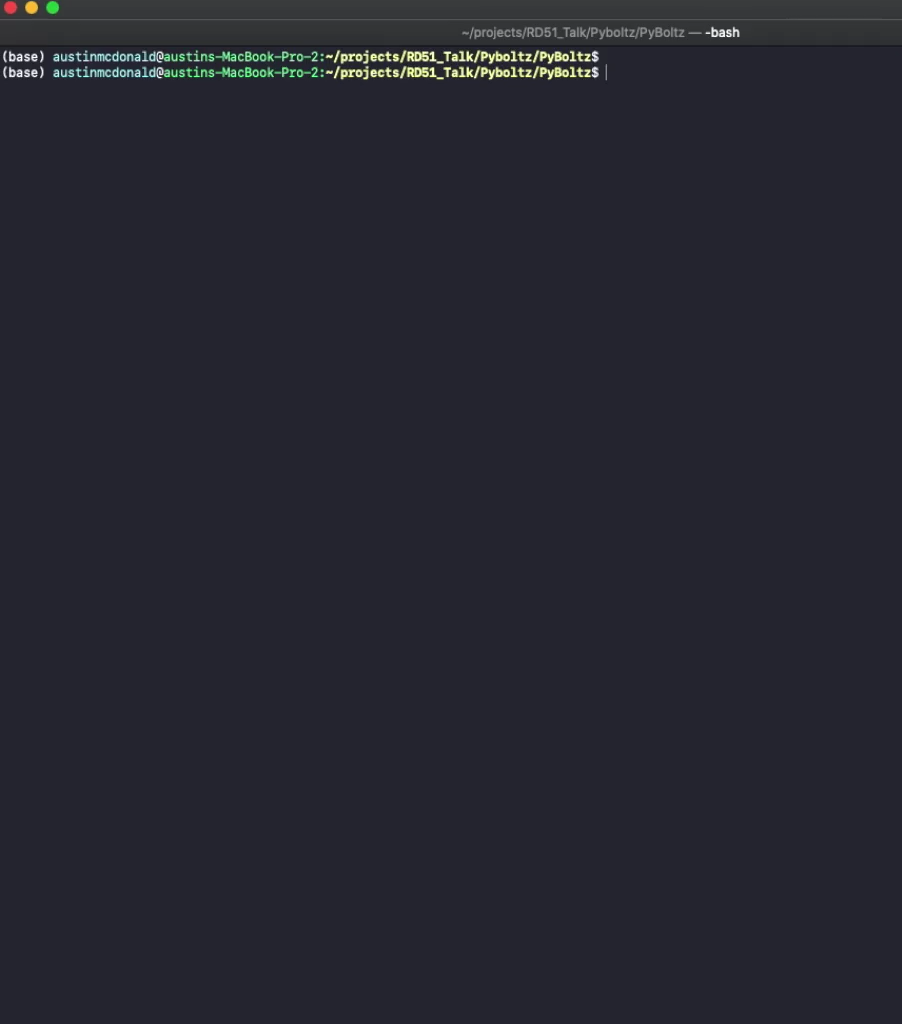 ~/projects/RD51_Talk/Pyboltz/PyBoltz — -bash
(base) austinmcdonald@austins-MacBook-Pro-2:~/projects/RD51_Talk/Pyboltz/PyBoltz$
(base) austinmcdonald@austins-MacBook-Pro-2:~/projects/RD51_Talk/Pyboltz/PyBoltz$